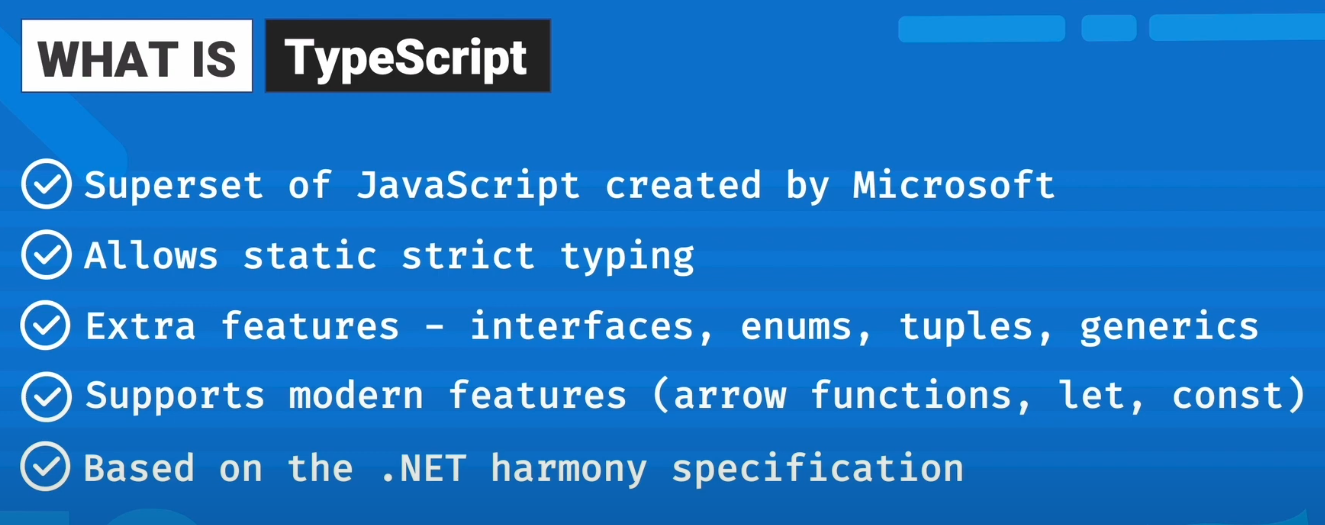 WHAT IS TypeScript
Superset of JavaScript created by Microsoft
Allows static strict typing
Extra features - interfaces, enums, tuples, generics
Supports modern features (arrow functions, let, const)
Based on the .NET harmony specification